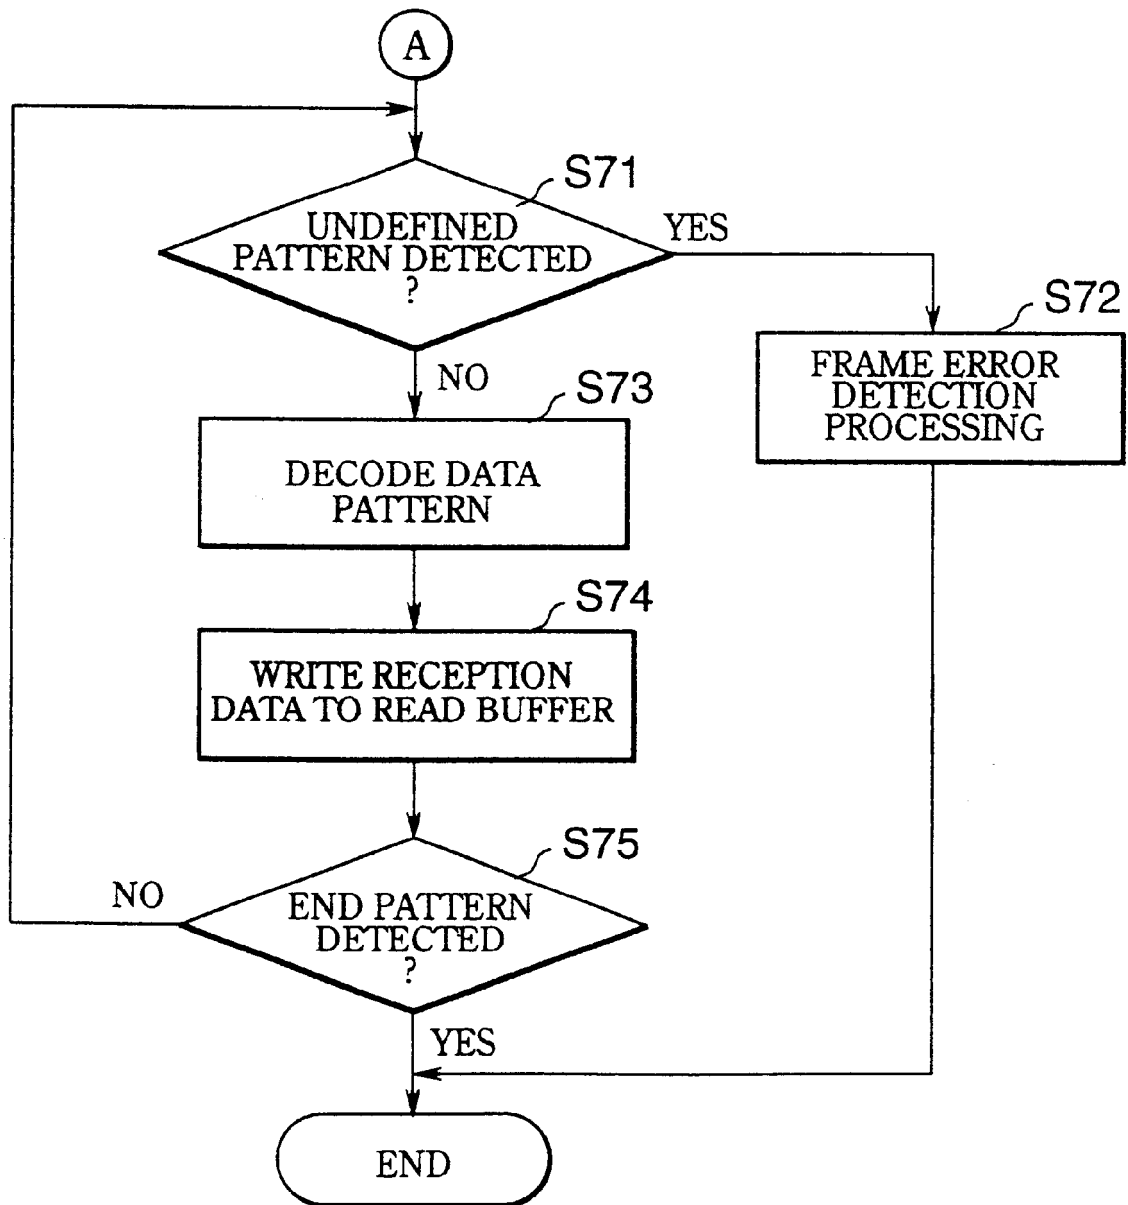 A
S71
UNDEFINED
PATTERN DETECTED
?
YES
S72
FRAME ERROR
DETECTION
PROCESSING
NO
S73
DECODE DATA
PATTERN
S74
WRITE RECEPTION
DATA TO READ BUFFER
S75
NO
END PATTERN
DETECTED
?
YES
END